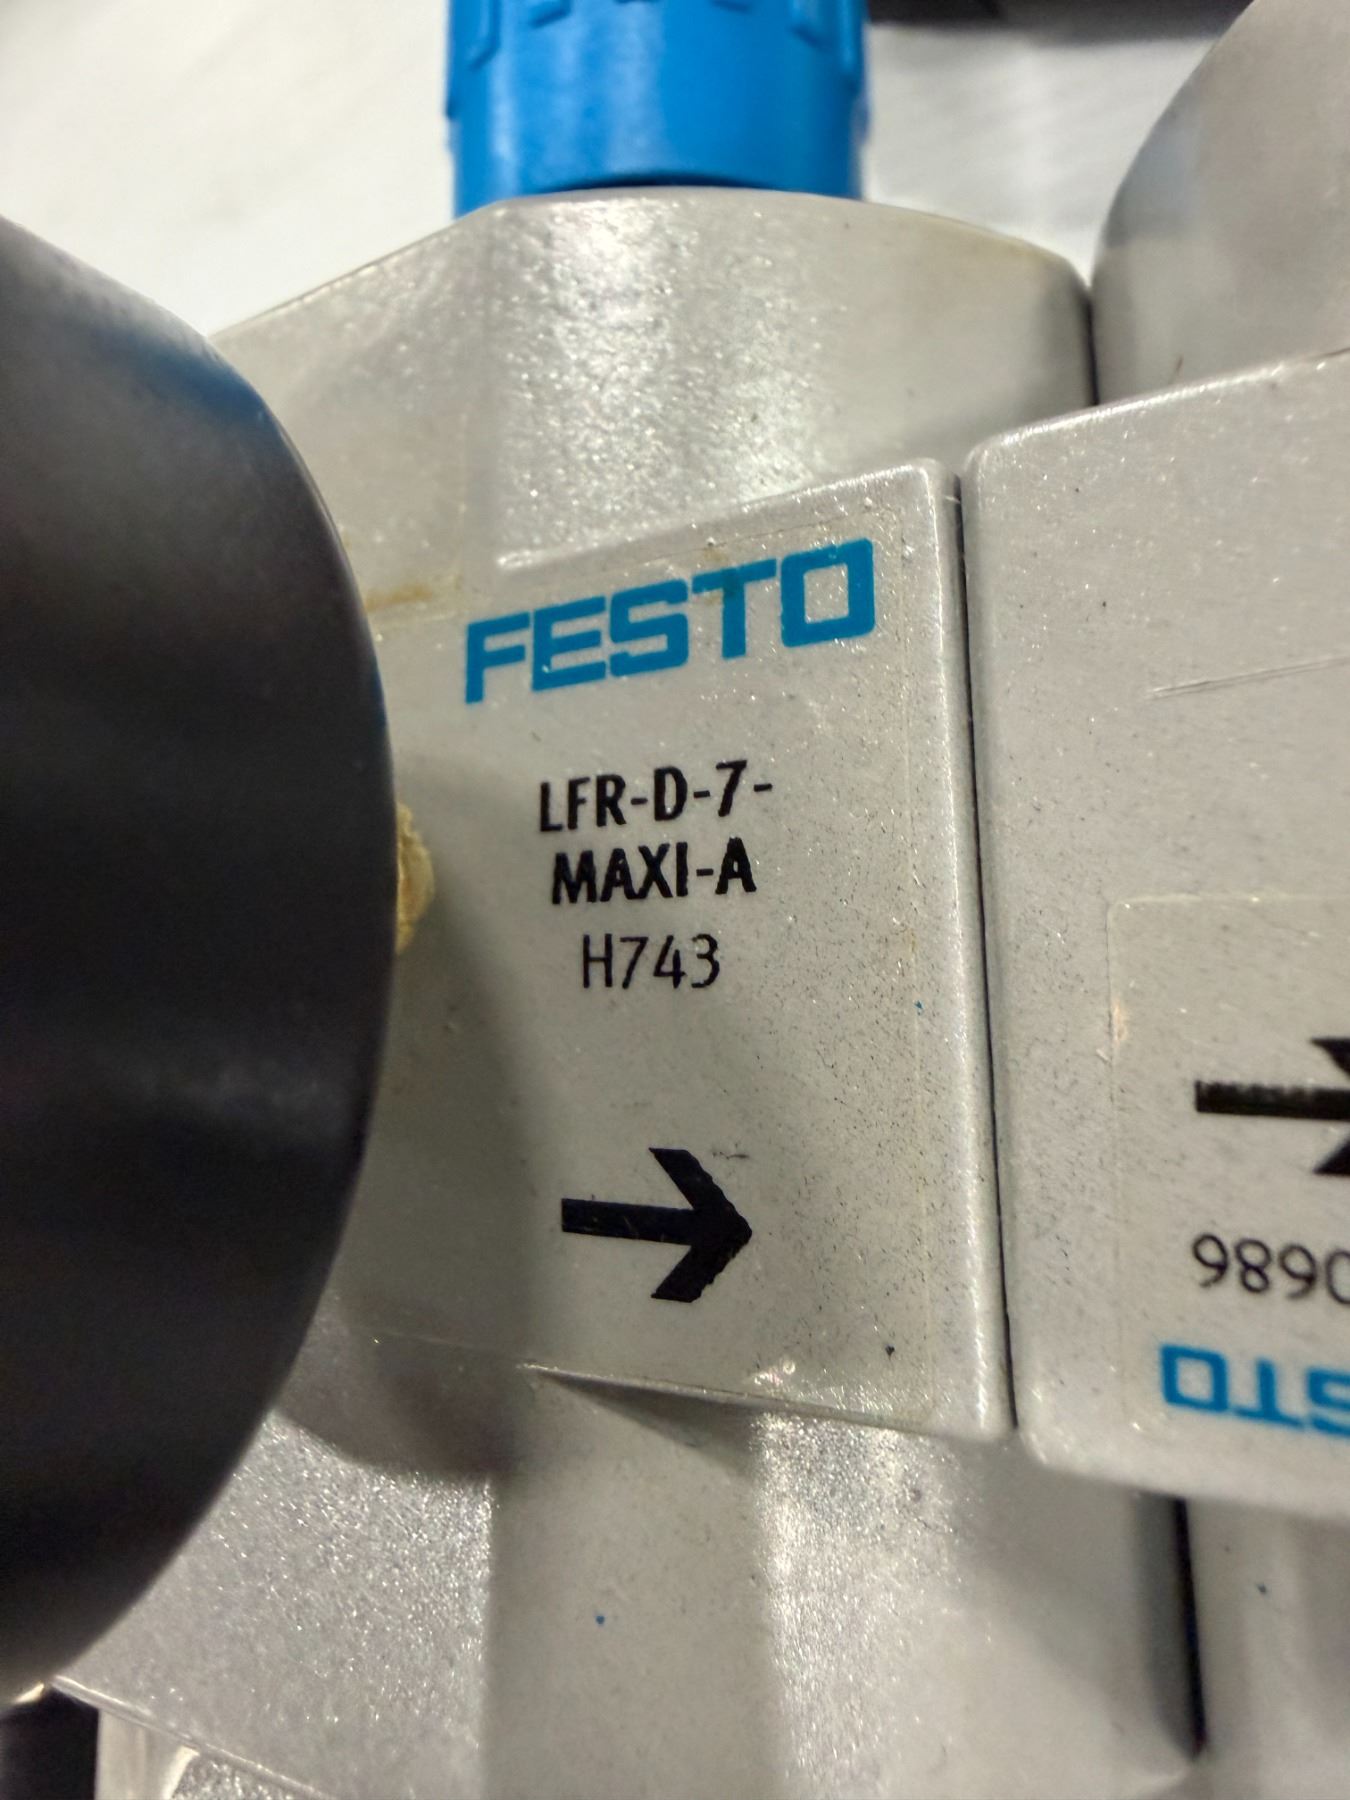 FESTO
LFR-D-7-
MAXI-A
H743